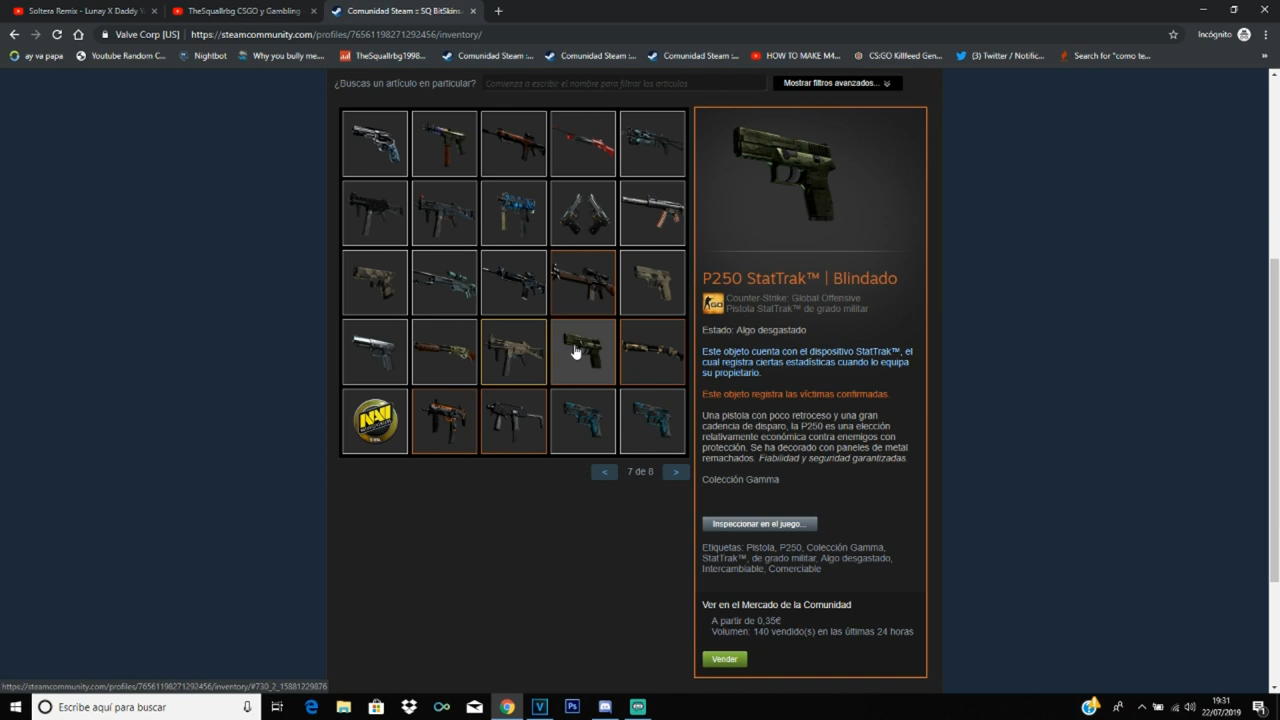 Soltera Remix - Lunay X Daddy Y
TheSquallrbg CSGO y Gambling -
Comunidad Steam :: SQ BitSkins
Valve Corp [US] | https://steamcommunity.com/profiles/76561198271292456/inventory/
Incógnito
ay va papa
Youtube Random C...
Nightbot
Why you bully me...
TheSquallrbg1998...
Comunidad Steam :...
Comunidad Steam :...
Comunidad Steam :...
HOW TO MAKE M4...
CS:GO Killfeed Gen...
(3) Twitter / Notific...
Search for "como te...
¿Buscas un artículo en particular?
Comienza a escribir el nombre para filtrar los artículos
Mostrar filtros avanzados...
P250 StatTrak™ | Blindado
Counter-Strike: Global Offensive
Pistola StatTrak™ de grado militar
Estado: Algo desgastado
Este objeto cuenta con el dispositivo StatTrak™, el
cual registra ciertas estadísticas cuando lo equipa
su propietario.
Este objeto registra las víctimas confirmadas.
Una pistola con poco retroceso y una gran
cadencia de disparo, la P250 es una elección
relativamente económica contra enemigos con
protección. Se ha decorado con paneles de metal
remachados. Fiabilidad y seguridad garantizadas.
Colección Gamma
NAVI
< 7 de 8 >
Inspeccionar en el juego...
Etiquetas: Pistola, P250, Colección Gamma,
StatTrak™, de grado militar, Algo desgastado,
Intercambiable, Comerciable
Ver en el Mercado de la Comunidad
A partir de 0,35€
Volumen: 140 vendido(s) en las últimas 24 horas
Vender
https://steamcommunity.com/profiles/76561198271292456/inventory/#730_2_15881229876
Escribe aquí para buscar
19:31
22/07/2019